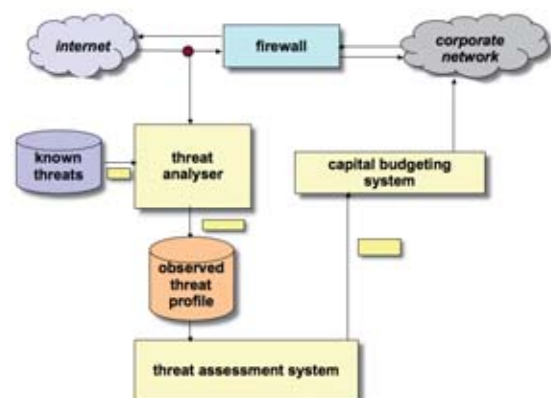 internet
firewall
corporate
network
known
threats
threat
analyser
capital budgeting
system
observed
threat
profile
threat assessment system